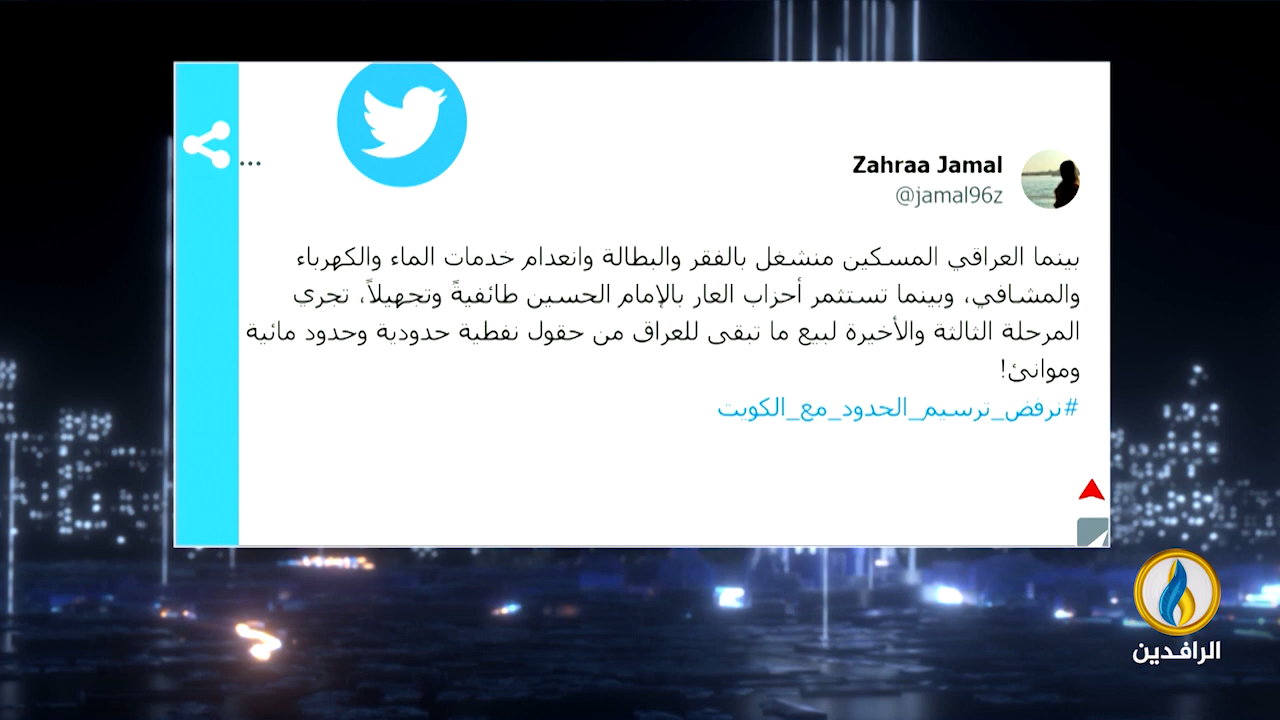 ...
Zahraa Jamal
@jamal96z
بينما العراقي المسكين منشغل بالفقر والبطالة وانعدام خدمات الماء والكهرباء
والمشافي، وبينما تستثمر أحزاب العار بالإمام الحسين طائفيةً وتجهيلاً، تجري
المرحلة الثالثة والأخيرة لبيع ما تبقى للعراق من حقول نفطية حدودية وحدود مائية
وموانئ!
#نرفض_ترسيم_الحدود_مع_الكويت
الرافدين